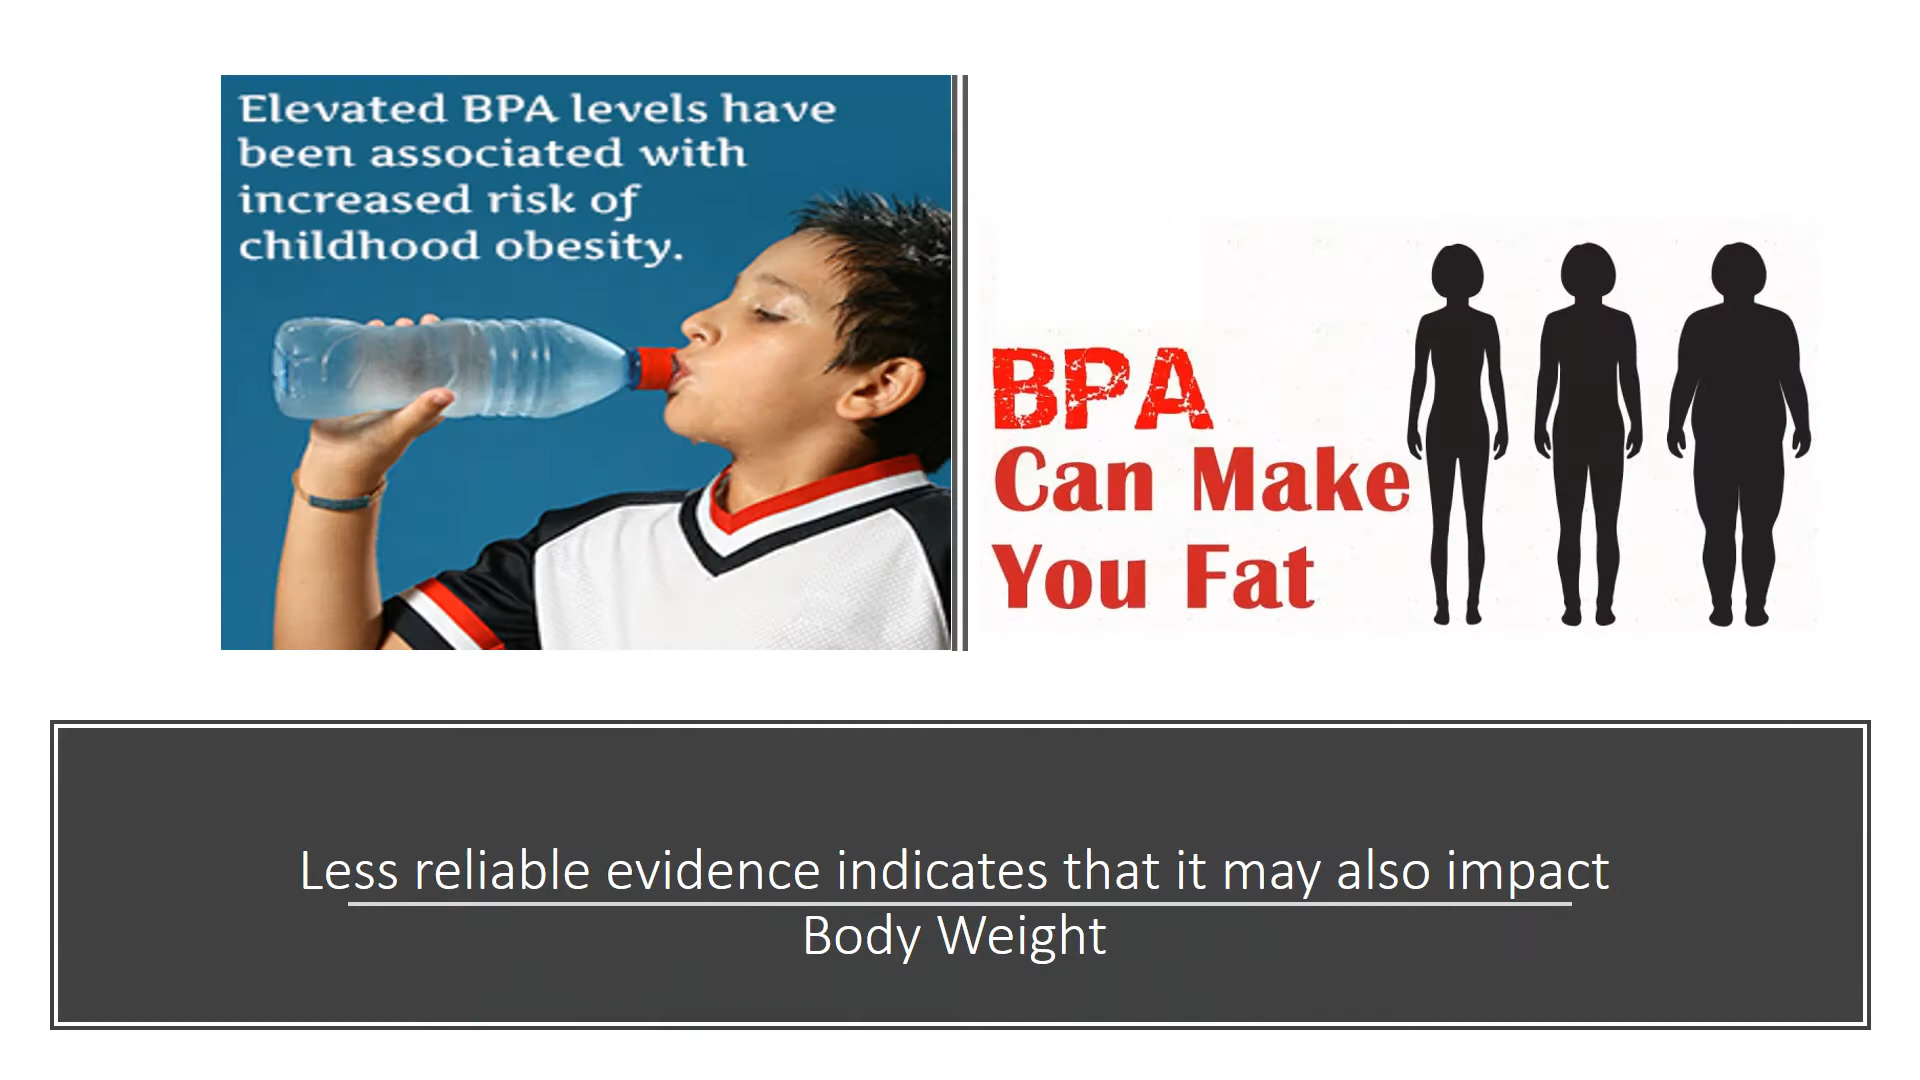 Elevated BPA levels have
been associated with
increased risk of
childhood obesity.
BPA
Can Make
You Fat
Less reliable evidence indicates that it may also impact
Body Weight